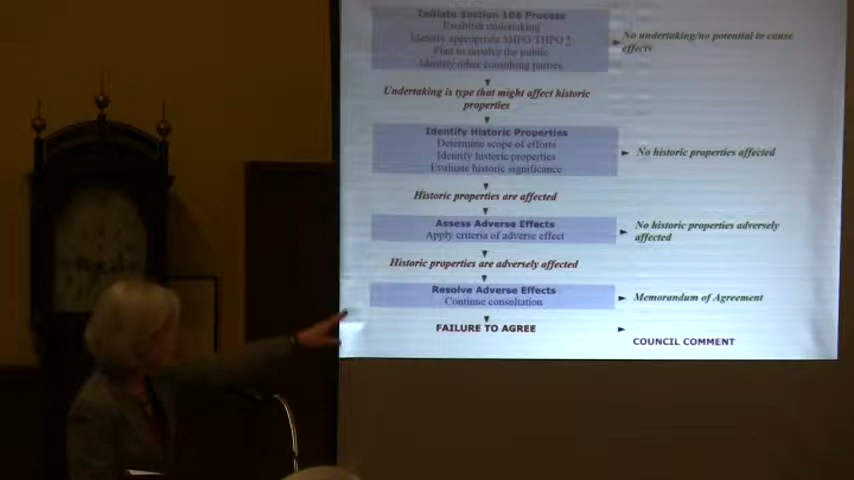 Initiate Section 106 Process
Establish undertaking
Identify appropriate SHPO/THPO *
Plan to involve the public
Identify other consulting parties
No undertaking/no potential to cause
effects
Undertaking is type that might affect historic
properties
Identify Historic Properties
Determine scope of efforts
Identify historic properties
Evaluate historic significance
No historic properties affected
Historic properties are affected
Assess Adverse Effects
Apply criteria of adverse effect
No historic properties adversely
affected
Historic properties are adversely affected
Resolve Adverse Effects
Continue consultation
Memorandum of Agreement
FAILURE TO AGREE
COUNCIL COMMENT